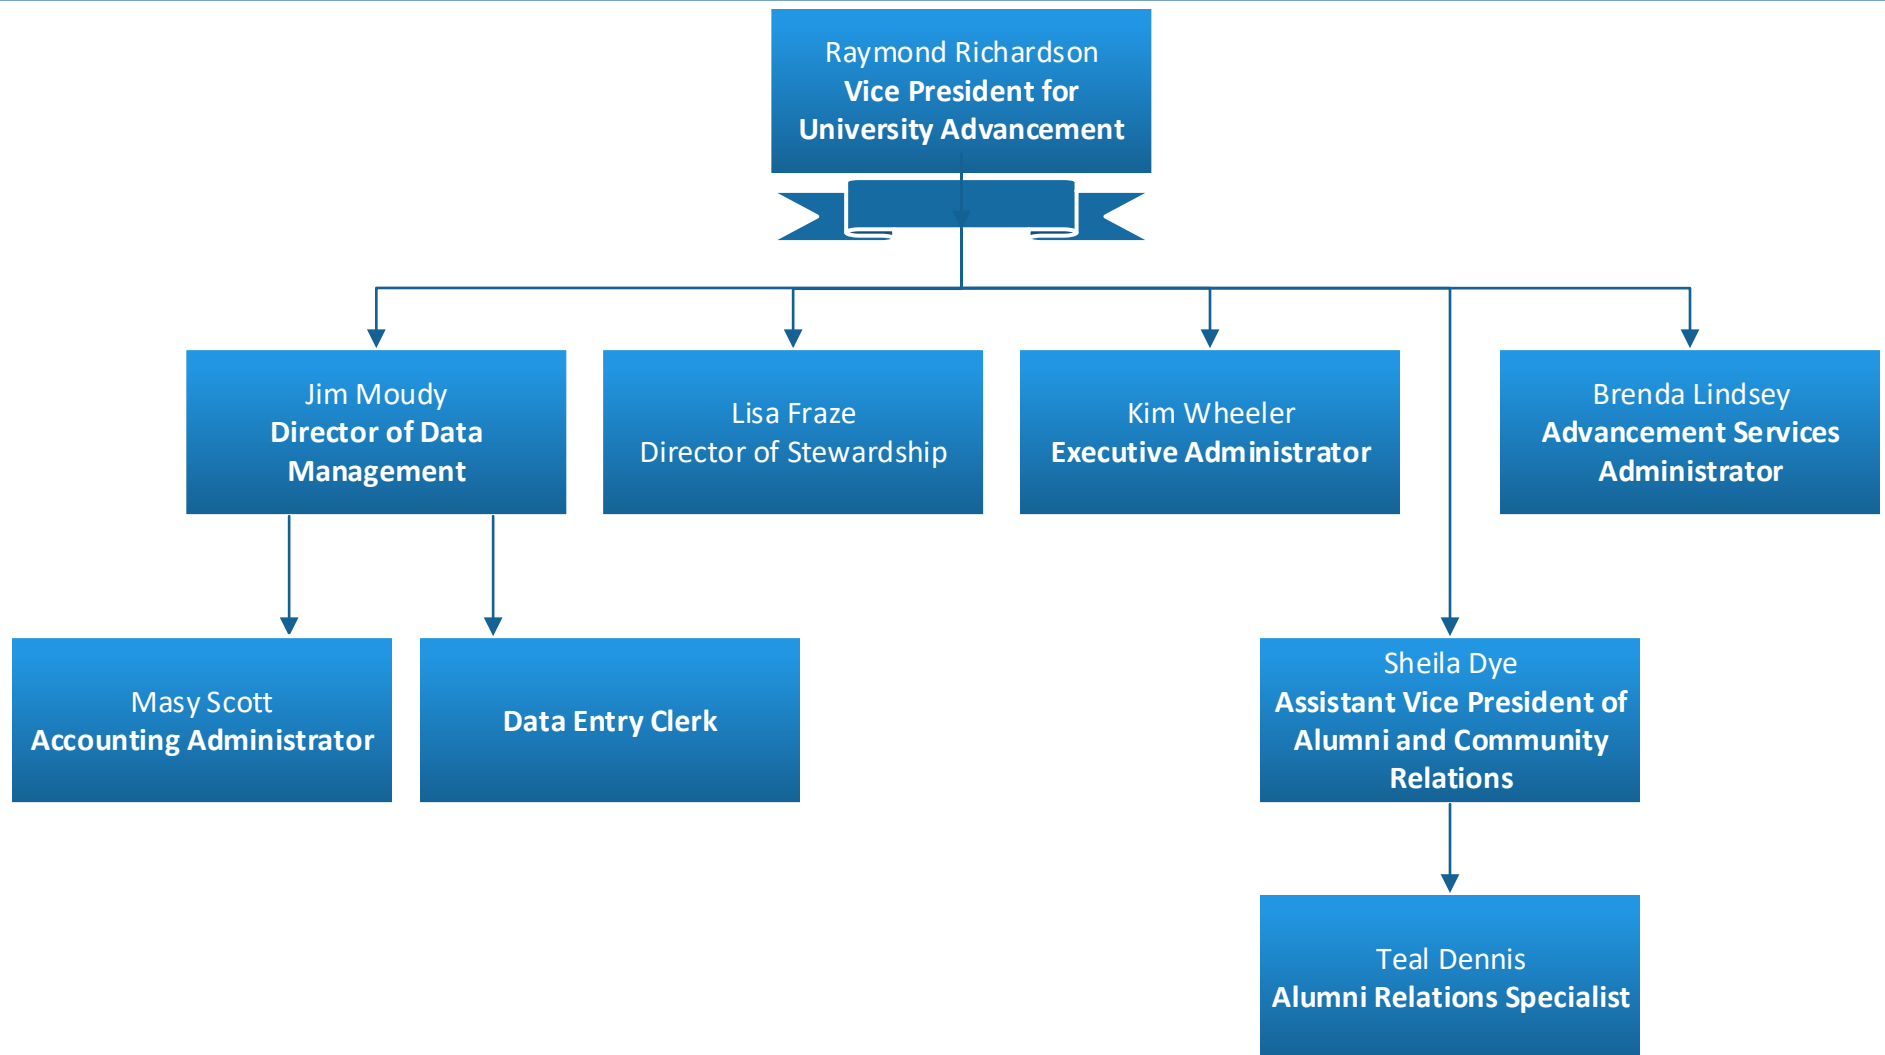 Raymond Richardson
Vice President for
University Advancement
Jim Moudy
Director of Data
Management
Lisa Fraze
Director of Stewardship
Kim Wheeler
Executive Administrator
Brenda Lindsey
Advancement Services
Administrator
Masy Scott
Accounting Administrator
Data Entry Clerk
Sheila Dye
Assistant Vice President of
Alumni and Community
Relations
Teal Dennis
Alumni Relations Specialist